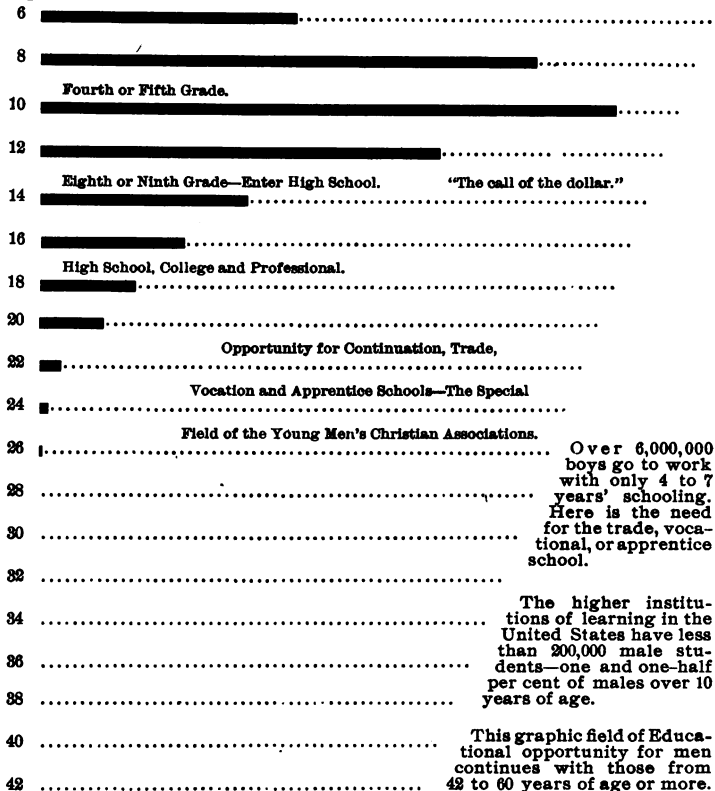 6
8
Fourth or Fifth Grade.
10
12
Eighth or Ninth Grade—Enter High School. "The call of the dollar."
14
16
High School, College and Professional.
18
20
Opportunity for Continuation, Trade,
22
Vocation and Apprentice Schools—The Special
24
Field of the Young Men's Christian Associations.
26
28
30
32
34
36
38
40
42
Over 6,000,000
boys go to work
with only 4 to 7
years' schooling.
Here is the need
for the trade, voca-
tional, or apprentice
school.
The higher institu-
tions of learning in the
United States have less
than 200,000 male stu-
dents—one and one-half
per cent of males over 10
years of age.
This graphic field of Educa-
tional opportunity for men
continues with those from
42 to 60 years of age or more.